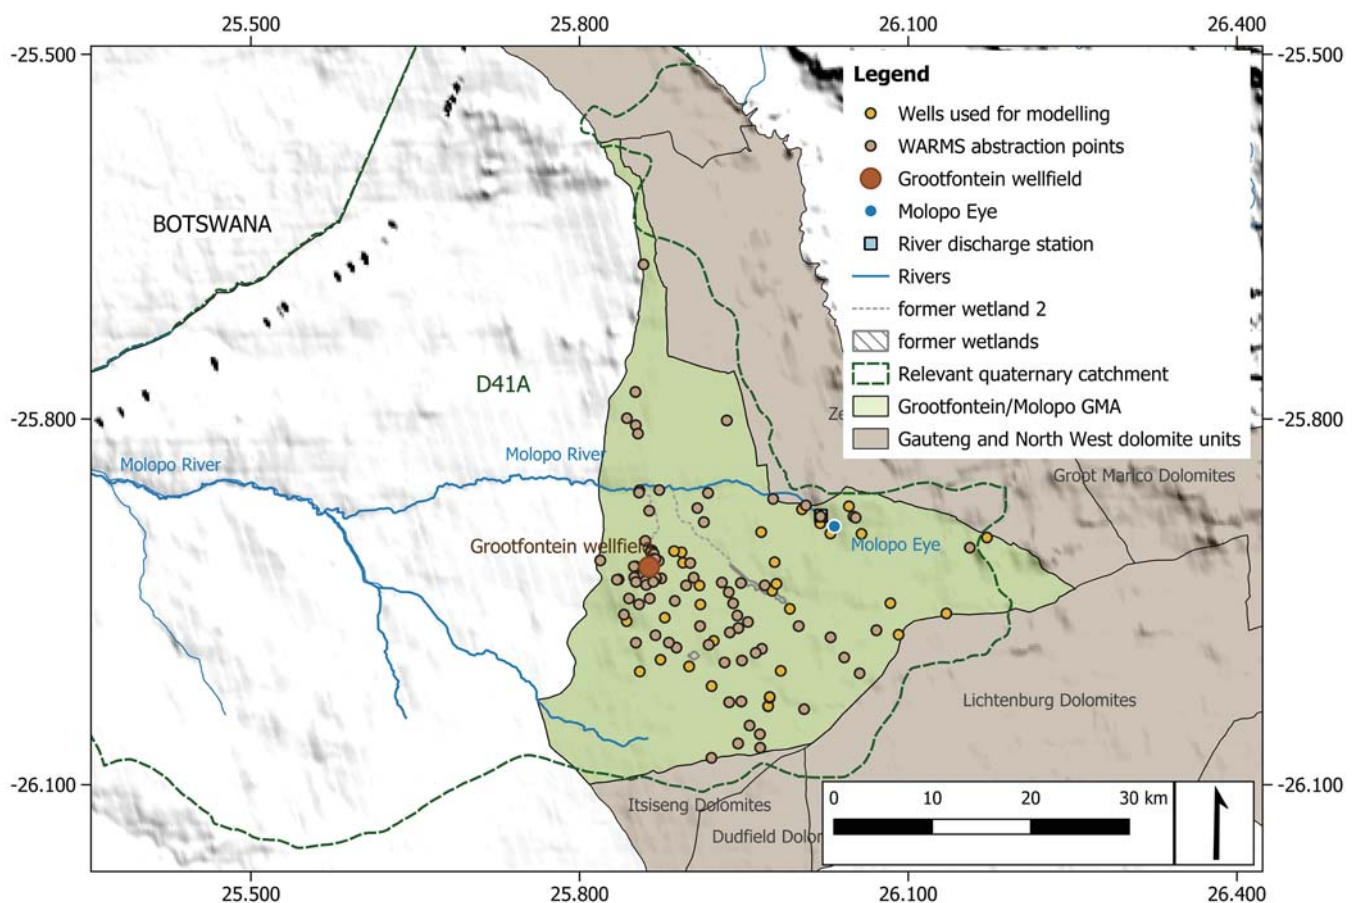 25.500 25.800 26.100 26.400
-25.500 -25.500
Legend
Wells used for modelling
WARMS abstraction points
Grootfontein wellfield
Molopo Eye
River discharge station
Rivers
former wetland 2
former wetlands
Relevant quaternary catchment
Grootfontein/Molopo GMA
Gauteng and North West dolomite units
BOTSWANA
D41A
-25.800 Ze -25.800
Molopo River
Molopo River
Groot Marico Dolomites
Grootfontein wellfield
Molopo Eye
Lichtenburg Dolomites
-26.100 -26.100
Itsiseng Dolomites
Dudfield Dolor
0 10 20 30 km
25.500 25.800 26.100 26.400